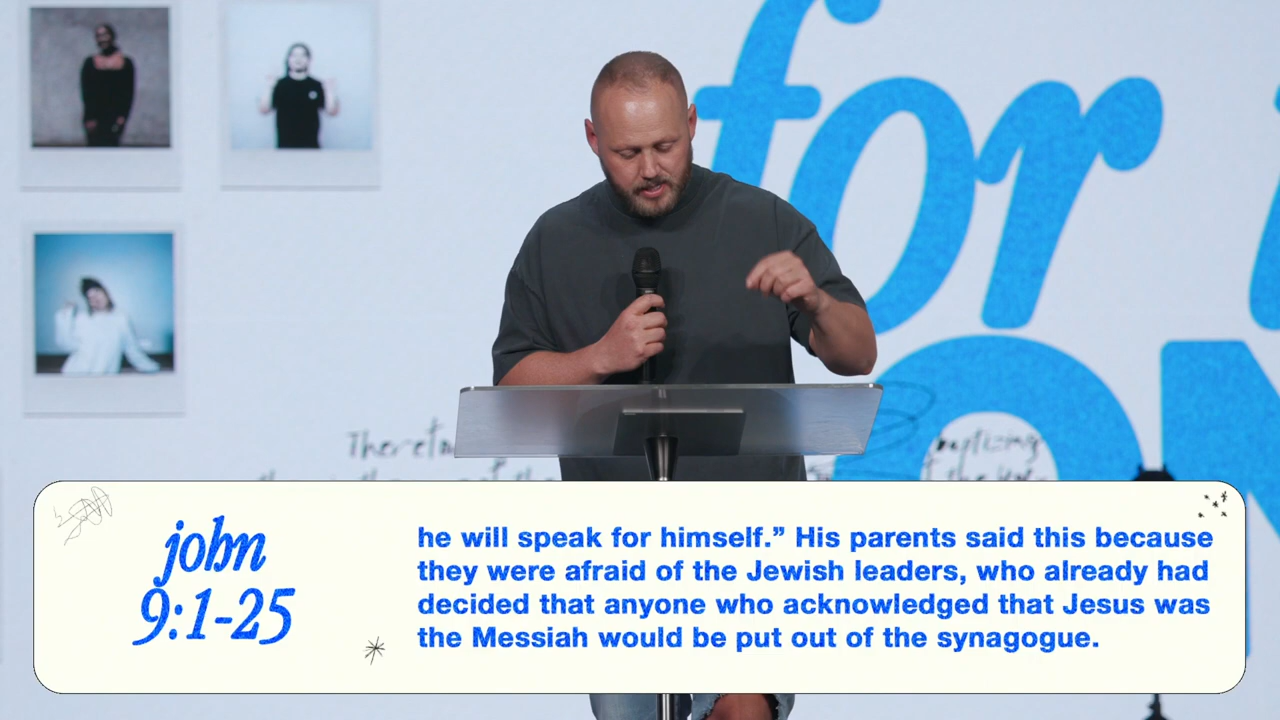 for
john
9:1-25
he will speak for himself.” His parents said this because
they were afraid of the Jewish leaders, who already had
decided that anyone who acknowledged that Jesus was
the Messiah would be put out of the synagogue.